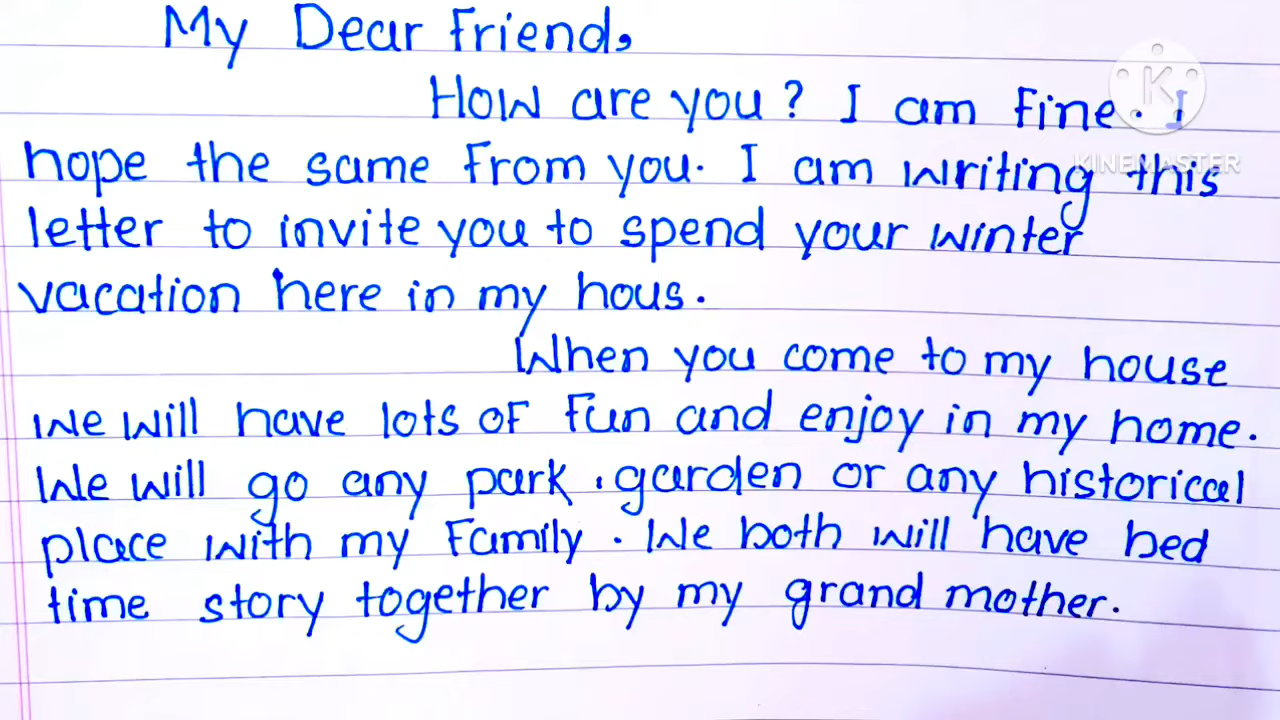 My Dear Friend,
How are you? I am fine. I
hope the same from you. I am writing this
letter to invite you to spend your winter
vacation here in my hous.
When you come to my house
we will have lots of fun and enjoy in my home.
We will go any park, garden or any historical
place with my family. We both will have bed
time story together by my grand mother.
K
KINEMASTER